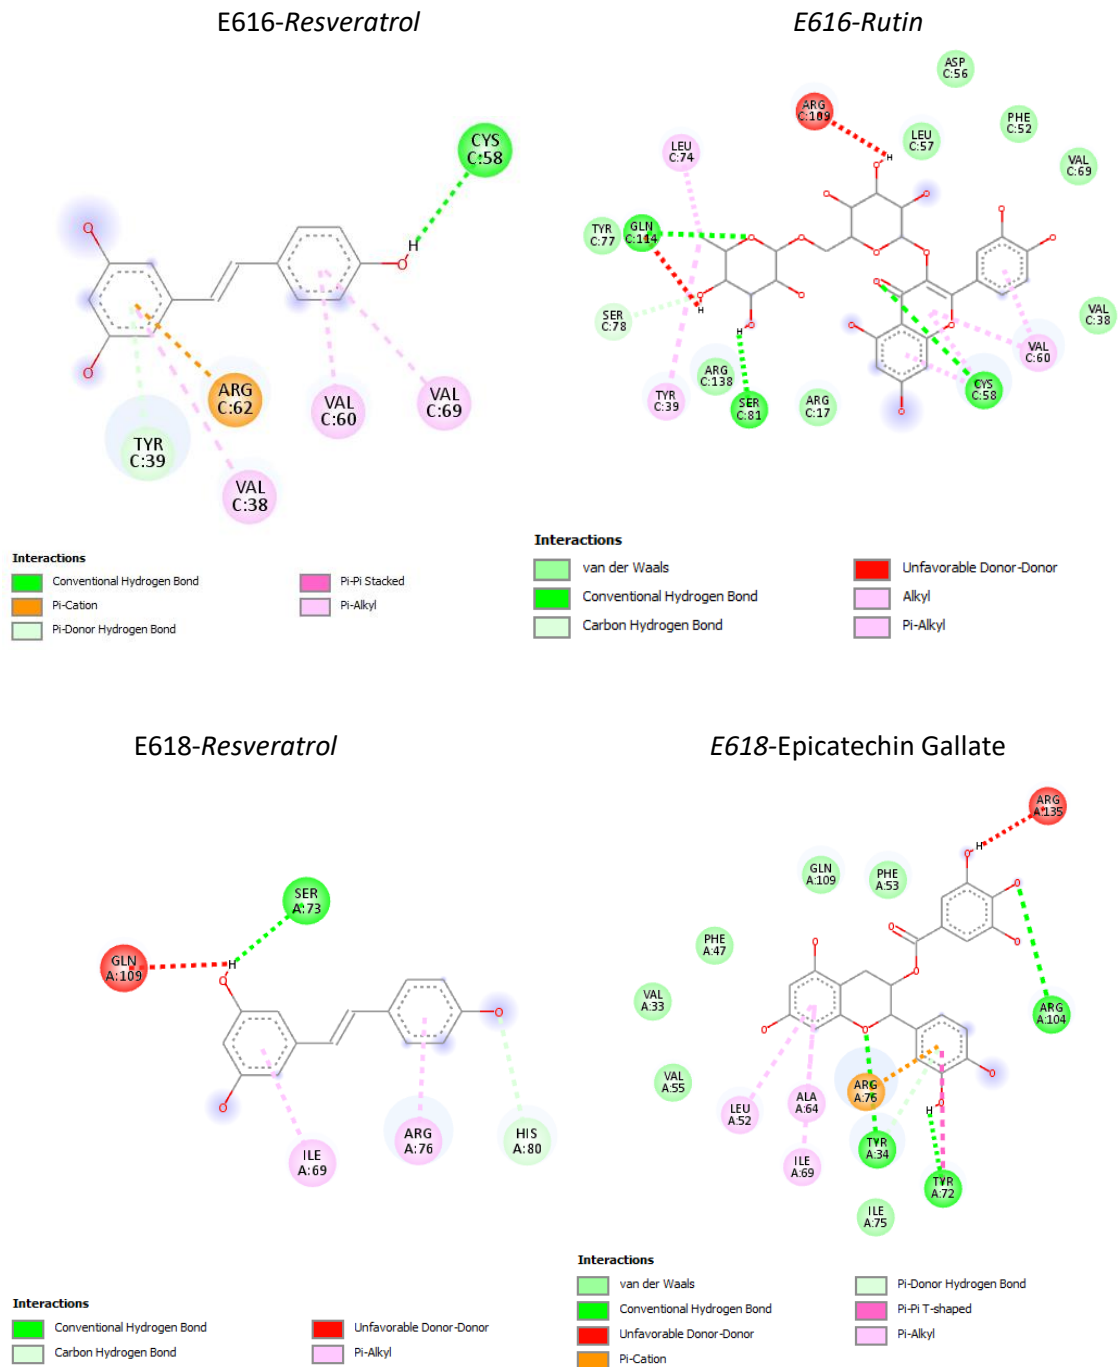 E616-Resveratrol
CYS
C:58
H
O
O
O
ARG
C:62
VAL
C:60
VAL
C:69
TYR
C:39
VAL
C:38
Interactions
Conventional Hydrogen Bond
Pi-Cation
Pi-Donor Hydrogen Bond
Pi-Pi Stacked
Pi-Alkyl
E616-Rutin
ASP
C:56
ARG
C:109
PHE
C:52
LEU
C:57
LEU
C:74
VAL
C:69
TYR
C:77
GLN
C:114
SER
C:78
VAL
C:38
VAL
C:60
ARG
C:138
TYR
C:39
SER
C:81
ARG
C:17
CYS
C:58
Interactions
van der Waals
Conventional Hydrogen Bond
Carbon Hydrogen Bond
Unfavorable Donor-Donor
Alkyl
Pi-Alkyl
E618-Resveratrol
SER
A:73
GLN
A:109
H
O
O
O
ILE
A:69
ARG
A:76
HIS
A:80
Interactions
Conventional Hydrogen Bond
Carbon Hydrogen Bond
Unfavorable Donor-Donor
Pi-Alkyl
E618-Epicatechin Gallate
ARG
A:135
GLN
A:109
PHE
A:53
PHE
A:47
VAL
A:33
ARG
A:104
VAL
A:55
LEU
A:52
ALA
A:64
ARG
A:76
ILE
A:69
TYR
A:34
TYR
A:72
ILE
A:75
Interactions
van der Waals
Conventional Hydrogen Bond
Unfavorable Donor-Donor
Pi-Cation
Pi-Donor Hydrogen Bond
Pi-Pi T-shaped
Pi-Alkyl